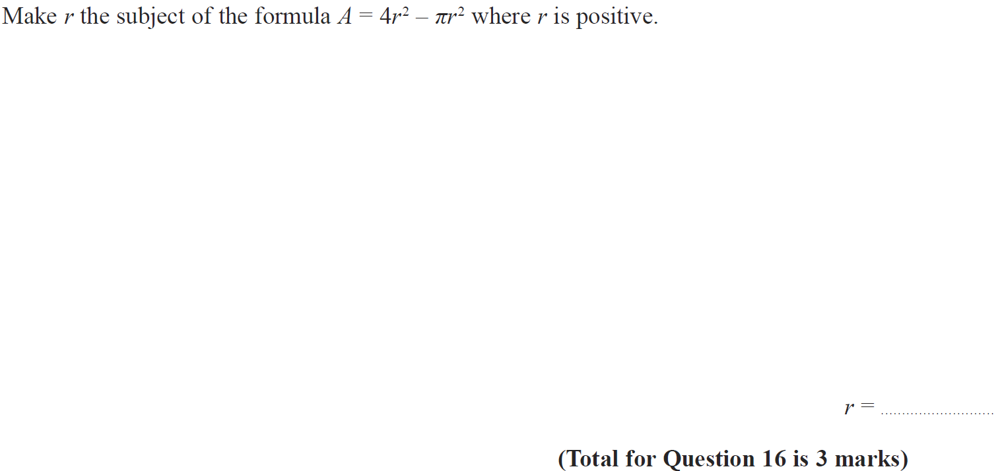 Make r the subject of the formula A = 4r² – πr² where r is positive.
r = ...........................
(Total for Question 16 is 3 marks)